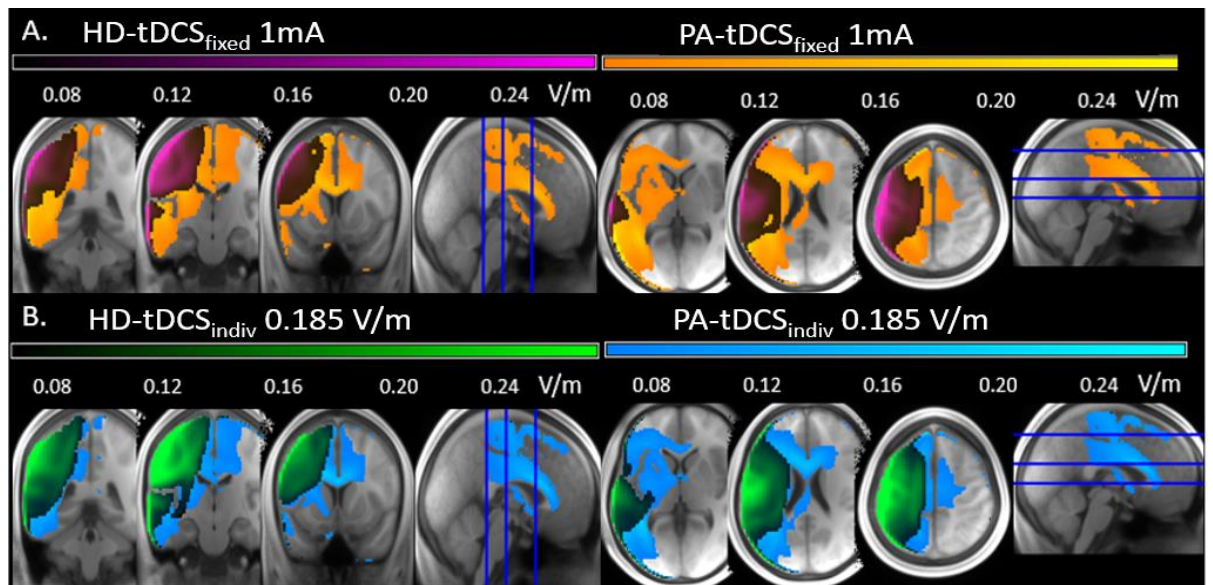 A. HD-tDCSfixed 1mA PA-tDCSfixed 1mA
0.08 0.12 0.16 0.20 0.24 V/m 0.08 0.12 0.16 0.20 0.24 V/m
B. HD-tDCSindiv 0.185 V/m PA-tDCSindiv 0.185 V/m
0.08 0.12 0.16 0.20 0.24 V/m 0.08 0.12 0.16 0.20 0.24 V/m